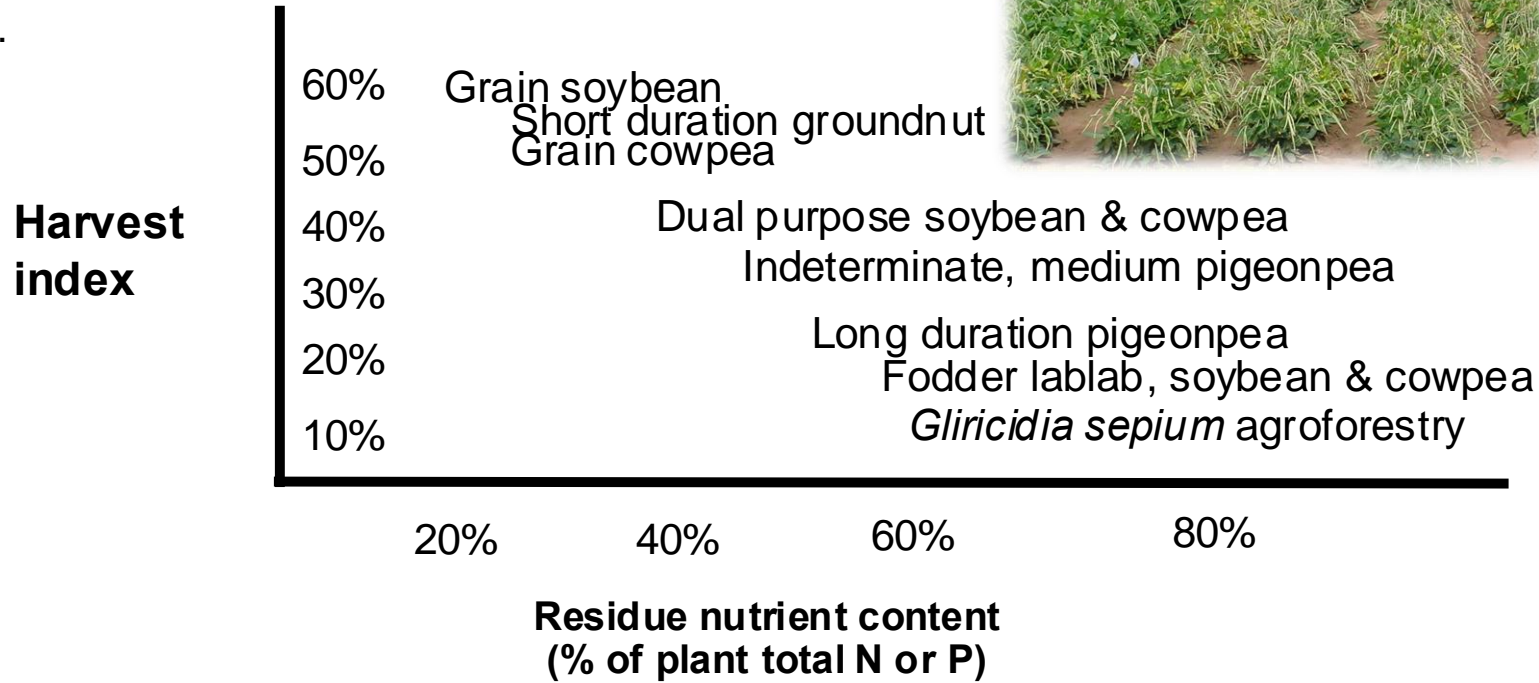 60% Grain soybean
Short duration groundnut
50% Grain cowpea
Harvest
index
40% Dual purpose soybean & cowpea
Indeterminate, medium pigeonpea
30%
Long duration pigeonpea
20%
Fodder lablab, soybean & cowpea
10% Gliricidia sepium agroforestry
20% 40% 60% 80%
Residue nutrient content
(% of plant total N or P)